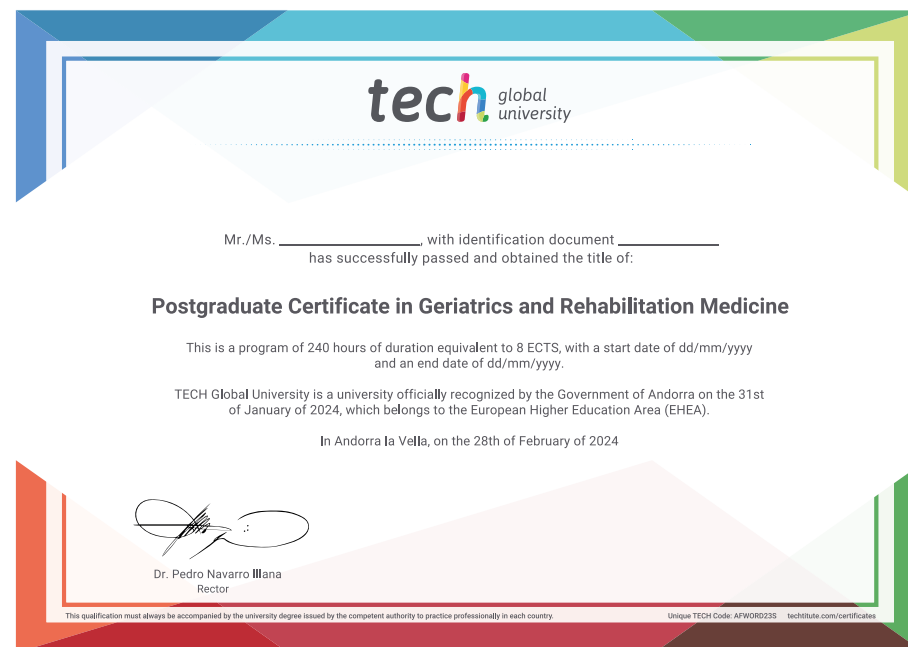 tech global university
Mr./Ms. ____________________, with identification document ______________
has successfully passed and obtained the title of:
Postgraduate Certificate in Geriatrics and Rehabilitation Medicine
This is a program of 240 hours of duration equivalent to 8 ECTS, with a start date of dd/mm/yyyy
and an end date of dd/mm/yyyy.
TECH Global University is a university officially recognized by the Government of Andorra on the 31st
of January of 2024, which belongs to the European Higher Education Area (EHEA).
In Andorra la Vella, on the 28th of February of 2024
Dr. Pedro Navarro Illana
Rector
This qualification must always be accompanied by the university degree issued by the competent authority to practice professionally in each country. Unique TECH Code: AFWORD23S techtitute.com/certificates